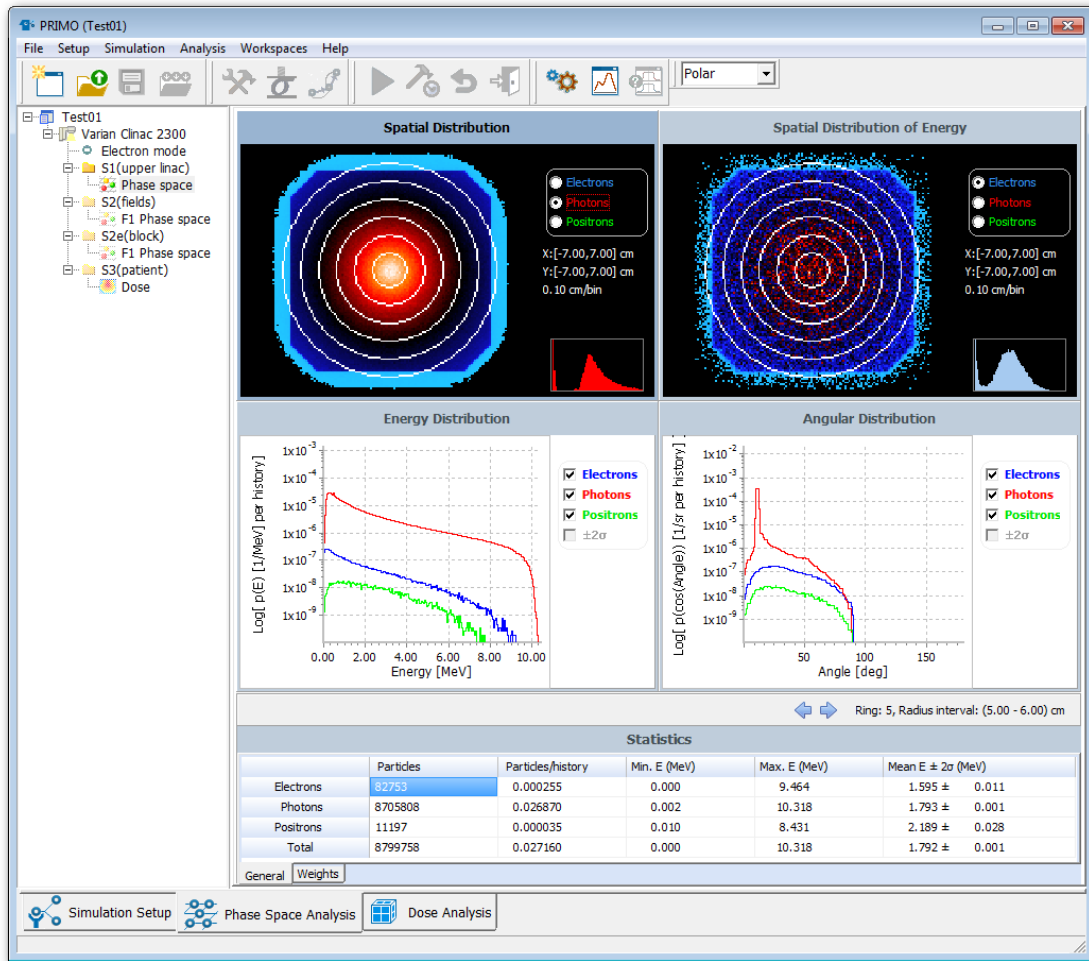 PRIMO (Test01)
File Setup Simulation Analysis Workspaces Help
Polar
Test01
Varian Clinac 2300
Electron mode
S1(upper linac)
Phase space
S2(fields)
F1 Phase space
S2e(block)
F1 Phase space
S3(patient)
Dose
Spatial Distribution
Electrons
Photons
Positrons
X:[-7.00,7.00] cm
Y:[-7.00,7.00] cm
0.10 cm/bin
Spatial Distribution of Energy
Electrons
Photons
Positrons
X:[-7.00,7.00] cm
Y:[-7.00,7.00] cm
0.10 cm/bin
Energy Distribution
Log[ p(E) [1/MeV] per history]
1x10-3
1x10-4
1x10-5
1x10-6
1x10-7
1x10-8
1x10-9
0.00 2.00 4.00 6.00 8.00 10.00
Energy [MeV]
Electrons
Photons
Positrons
±2σ
Angular Distribution
Log[ p(cos(Angle)) [1/sr per history] ]
1x10-2
1x10-3
1x10-4
1x10-5
1x10-6
1x10-7
1x10-8
1x10-9
50 100 150
Angle [deg]
Electrons
Photons
Positrons
±2σ
Ring: 5, Radius interval: (5.00 - 6.00) cm
Statistics
Particles Particles/history Min. E (MeV) Max. E (MeV) Mean E ± 2σ (MeV)
Electrons 82753 0.000255 0.000 9.464 1.595 ± 0.011
Photons 8705808 0.026870 0.002 10.318 1.793 ± 0.001
Positrons 11197 0.000035 0.010 8.431 2.189 ± 0.028
Total 8799758 0.027160 0.000 10.318 1.792 ± 0.001
General Weights
Simulation Setup Phase Space Analysis Dose Analysis